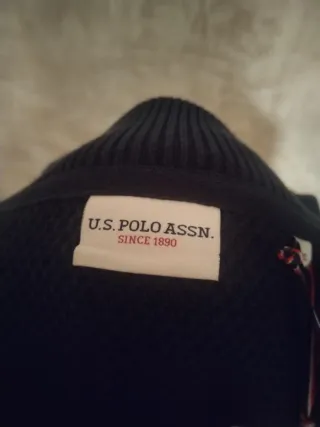 U.S. POLO ASSN.
SINCE 1890